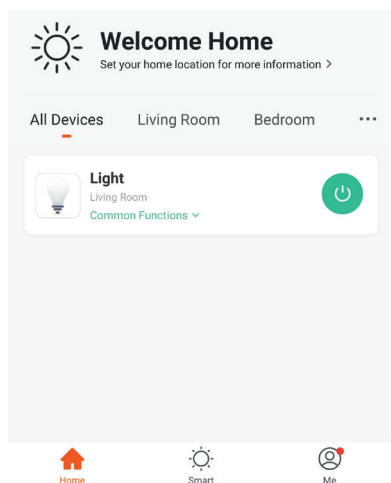 Welcome Home
Set your home location for more information >
All Devices Living Room Bedroom ...
Light
Living Room
Common Functions
Home Smart Me